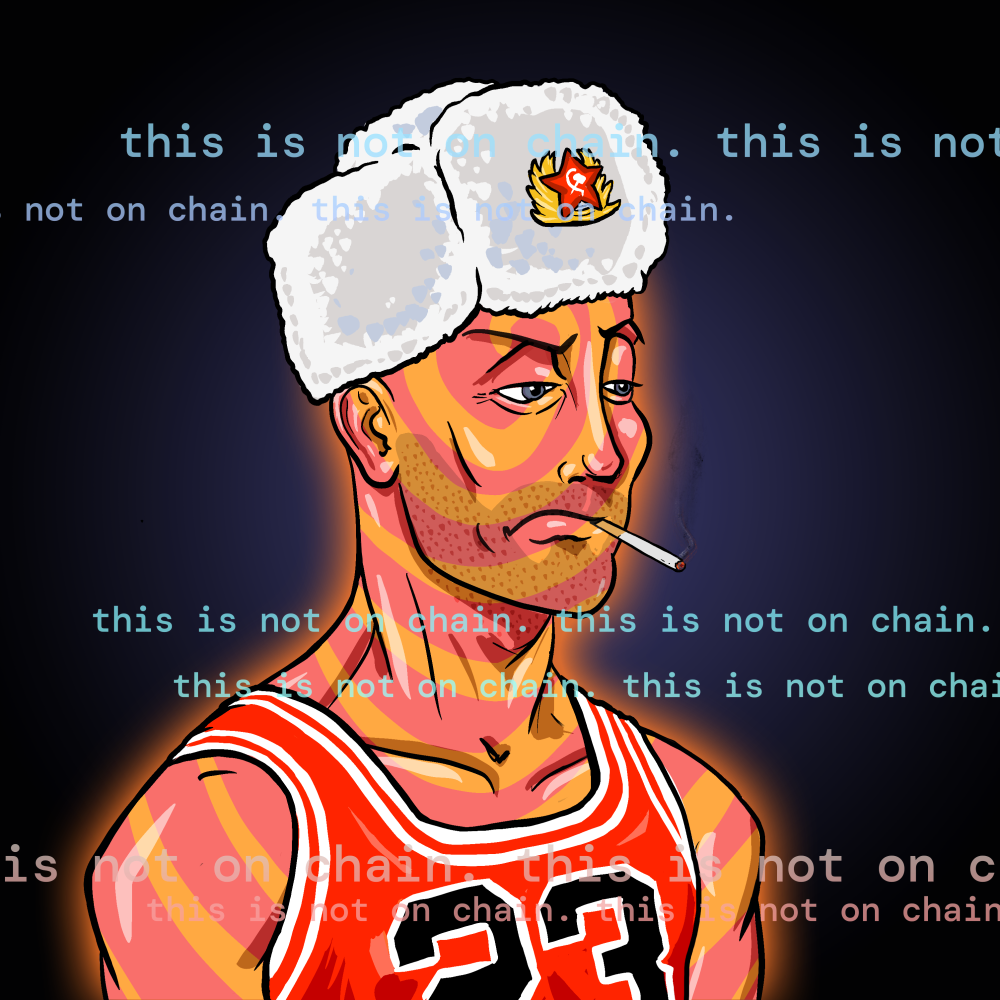 this is not on chain. this is not
not on chain. this is not on chain.
this is not on chain. this is not on chain.
this is not on chain. this is not on chai
is not on chain. this is not on c
this is not on chain. this is not on chain
23